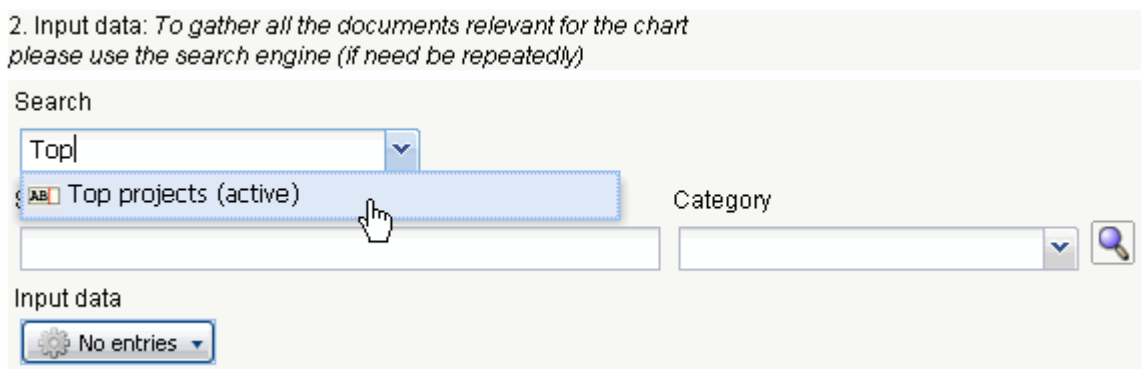 2. Input data: To gather all the documents relevant for the chart
please use the search engine (if need be repeatedly)
Search
Top
AB Top projects (active)
Category
Input data
No entries